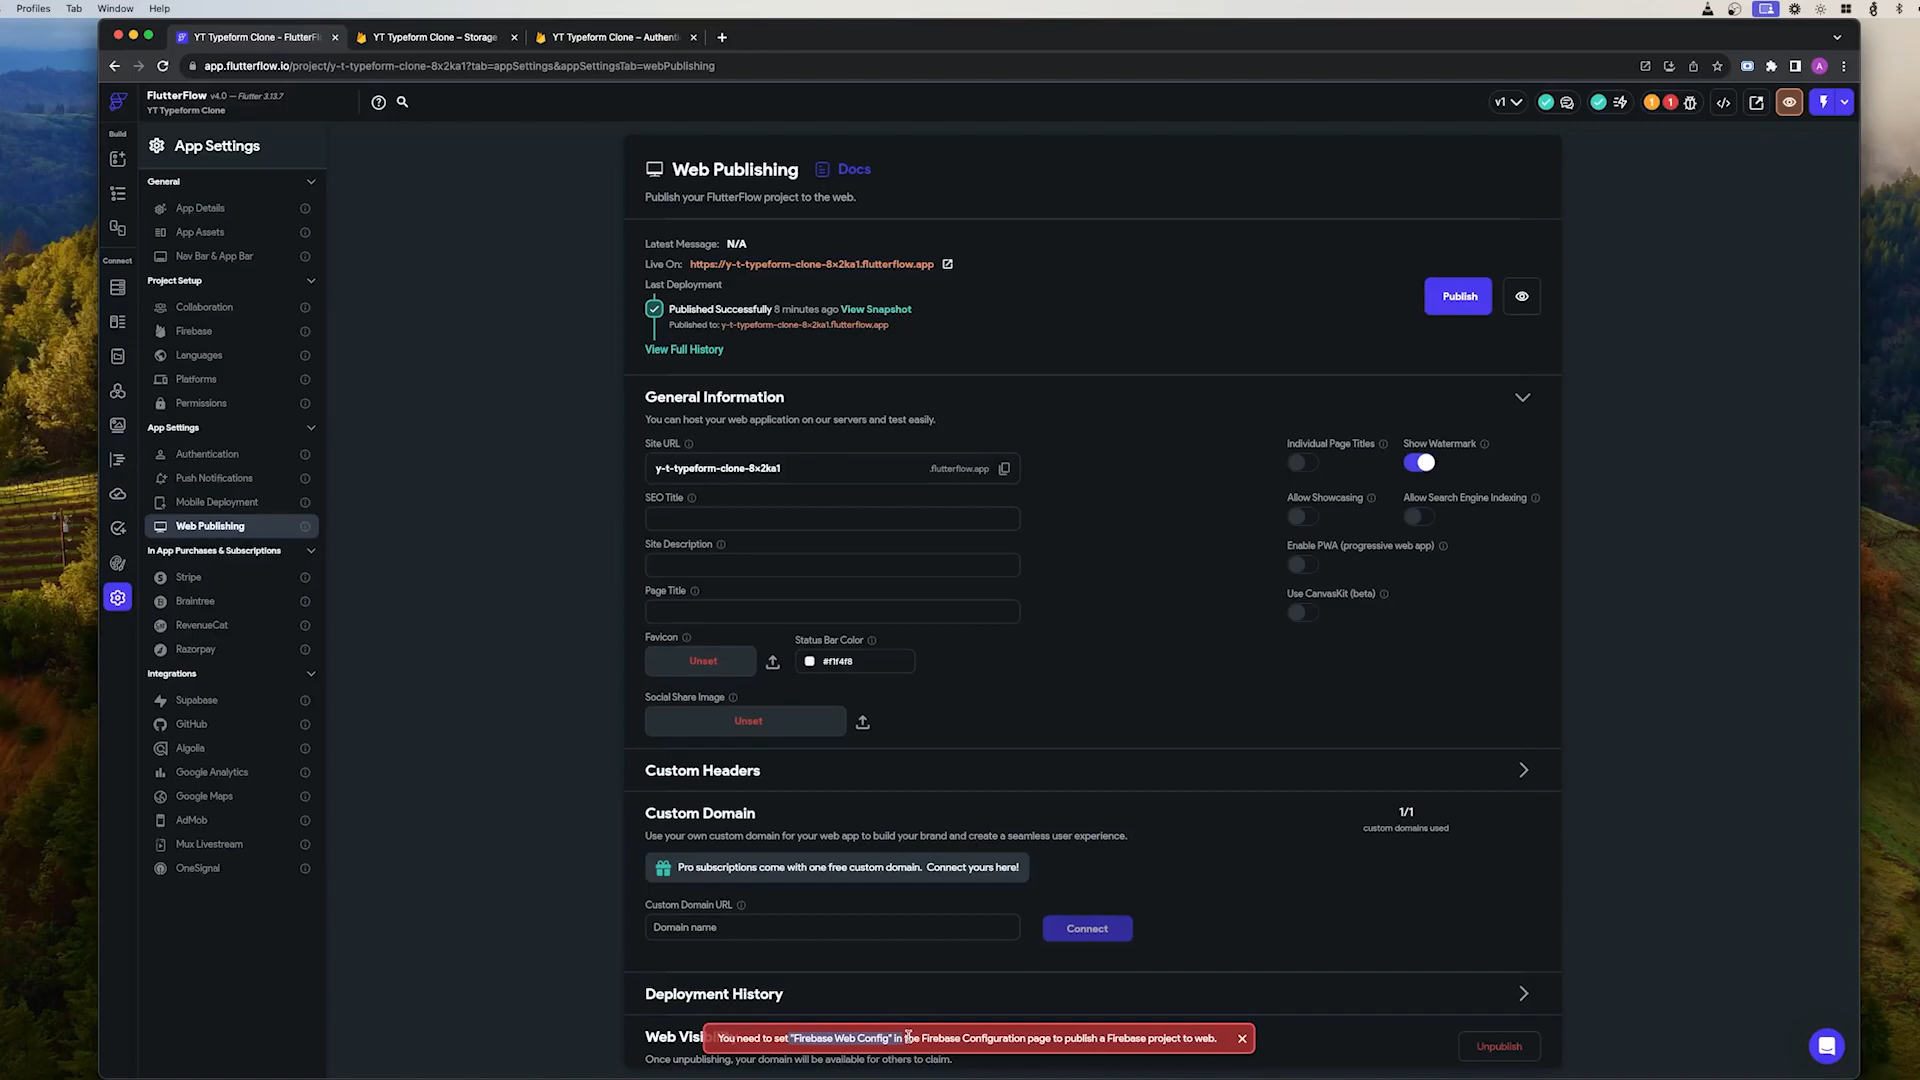 Profiles Tab Window Help
YT Typeform Clone - FlutterFl
YT Typeform Clone – Storage
YT Typeform Clone – Authenti
app.flutterflow.io/project/y-t-typeform-clone-8x2ka1?tab=appSettings&appSettingsTab=webPublishing
A
FlutterFlow v4.0 — Flutter 3.13.7
YT Typeform Clone
v1
1
1
Build
Connect
App Settings
General
App Details
App Assets
Nav Bar & App Bar
Project Setup
Collaboration
Firebase
Languages
Platforms
Permissions
App Settings
Authentication
Push Notifications
Mobile Deployment
Web Publishing
In App Purchases & Subscriptions
Stripe
Braintree
RevenueCat
Razorpay
Integrations
Supabase
GitHub
Algolia
Google Analytics
Google Maps
AdMob
Mux Livestream
OneSignal
Web Publishing Docs
Publish your FlutterFlow project to the web.
Latest Message: N/A
Live On: https://y-t-typeform-clone-8x2ka1.flutterflow.app
Last Deployment
Published Successfully 8 minutes ago View Snapshot
Published to: y-t-typeform-clone-8x2ka1.flutterflow.app
View Full History
Publish
General Information
You can host your web application on our servers and test easily.
Site URL
y-t-typeform-clone-8x2ka1 .flutterflow.app
SEO Title
Site Description
Page Title
Favicon
Unset
Status Bar Color
#f1f4f8
Social Share Image
Unset
Individual Page Titles
Show Watermark
Allow Showcasing
Allow Search Engine Indexing
Enable PWA (progressive web app)
Use CanvasKit (beta)
Custom Headers
Custom Domain
Use your own custom domain for your web app to build your brand and create a seamless user experience.
1/1
custom domains used
Pro subscriptions come with one free custom domain. Connect yours here!
Custom Domain URL
Domain name
Connect
Deployment History
Web Visi
You need to set "Firebase Web Config" in the Firebase Configuration page to publish a Firebase project to web.
Once unpublishing, your domain will be available for others to claim.
Unpublish